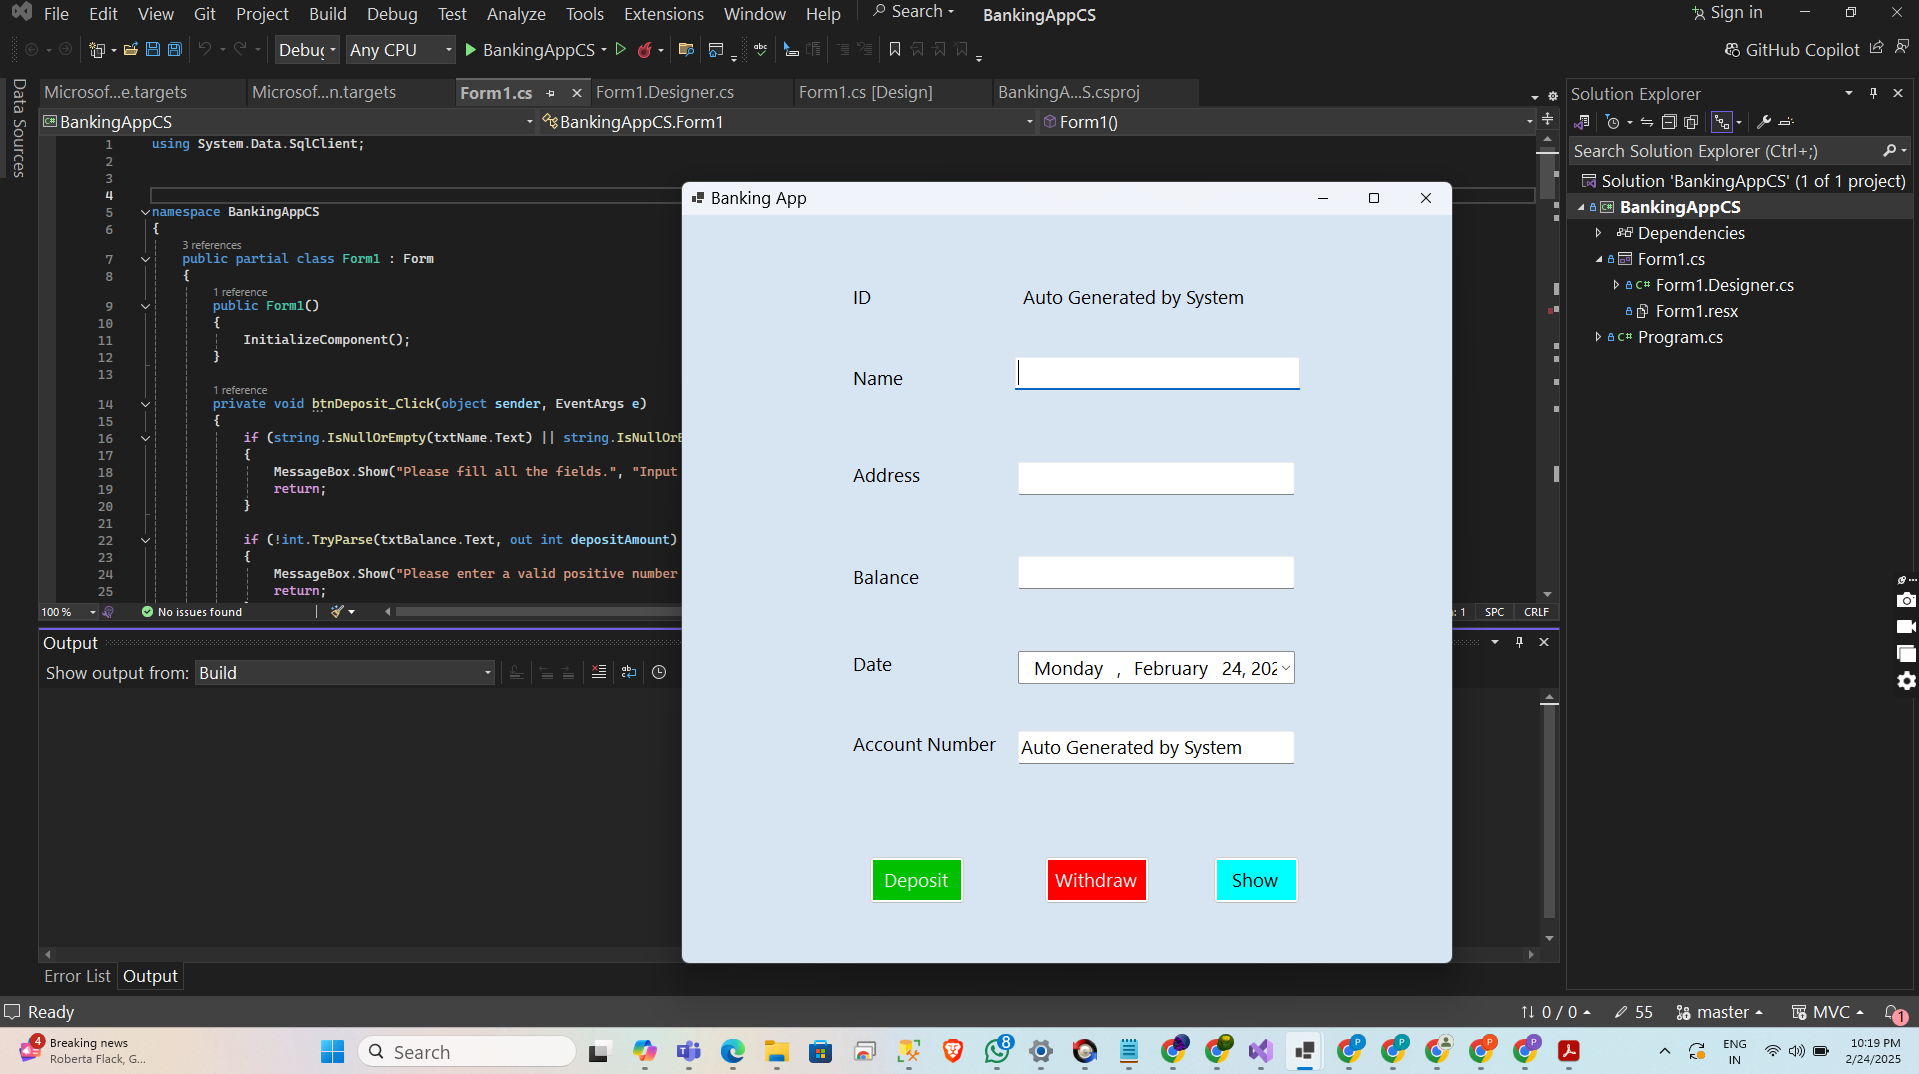 File Edit View Git Project Build Debug Test Analyze Tools Extensions Window Help Search BankingAppCS Sign in
Debug Any CPU BankingAppCS GitHub Copilot
Data Sources
Microsof...e.targets Microsof...n.targets Form1.cs Form1.Designer.cs Form1.cs [Design] BankingA...S.csproj
BankingAppCS BankingAppCS.Form1 Form1()
1 using System.Data.SqlClient;
2
3
4
5 namespace BankingAppCS
6 {
3 references
7 public partial class Form1 : Form
8 {
1 reference
9 public Form1()
10 {
11 InitializeComponent();
12 }
13
1 reference
14 private void btnDeposit_Click(object sender, EventArgs e)
15 {
16 if (string.IsNullOrEmpty(txtName.Text) || string.IsNullOrE
17 {
18 MessageBox.Show("Please fill all the fields.", "Input
19 return;
20 }
21
22 if (!int.TryParse(txtBalance.Text, out int depositAmount)
23 {
24 MessageBox.Show("Please enter a valid positive number
25 return;
100 % No issues found : 1 SPC CRLF
Output
Show output from: Build
Error List Output
Banking App
ID Auto Generated by System
Name
Address
Balance
Date Monday , February 24, 202
Account Number Auto Generated by System
Deposit Withdraw Show
Solution Explorer
Search Solution Explorer (Ctrl+;)
Solution 'BankingAppCS' (1 of 1 project)
BankingAppCS
Dependencies
Form1.cs
C# Form1.Designer.cs
Form1.resx
C# Program.cs
Ready 0 / 0 55 master MVC 1
4 Breaking news
Roberta Flack, G...
Search
8
P P P P
ENG
IN
10:19 PM
2/24/2025